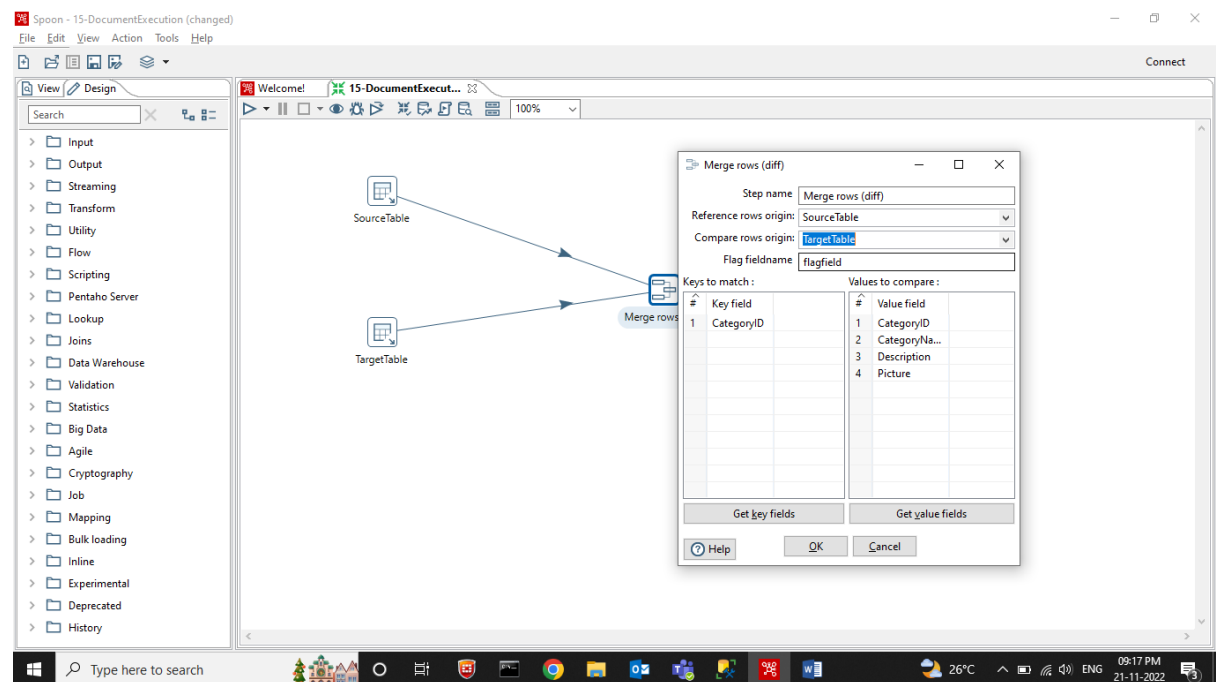 Spoon - 15-DocumentExecution (changed)
File Edit View Action Tools Help
Connect
View Design
Welcome! 15-DocumentExecut...
Search
100%
Input
Output
Streaming
Transform
Utility
Flow
Scripting
Pentaho Server
Lookup
Joins
Data Warehouse
Validation
Statistics
Big Data
Agile
Cryptography
Job
Mapping
Bulk loading
Inline
Experimental
Deprecated
History
SourceTable
TargetTable
Merge rows
Merge rows (diff)
Step name Merge rows (diff)
Reference rows origin: SourceTable
Compare rows origin: TargetTable
Flag fieldname flagfield
Keys to match : Values to compare :
# Key field # Value field
1 CategoryID 1 CategoryID
2 CategoryNa...
3 Description
4 Picture
Get key fields Get value fields
Help OK Cancel
Type here to search
26°C ENG 09:17 PM
21-11-2022 3